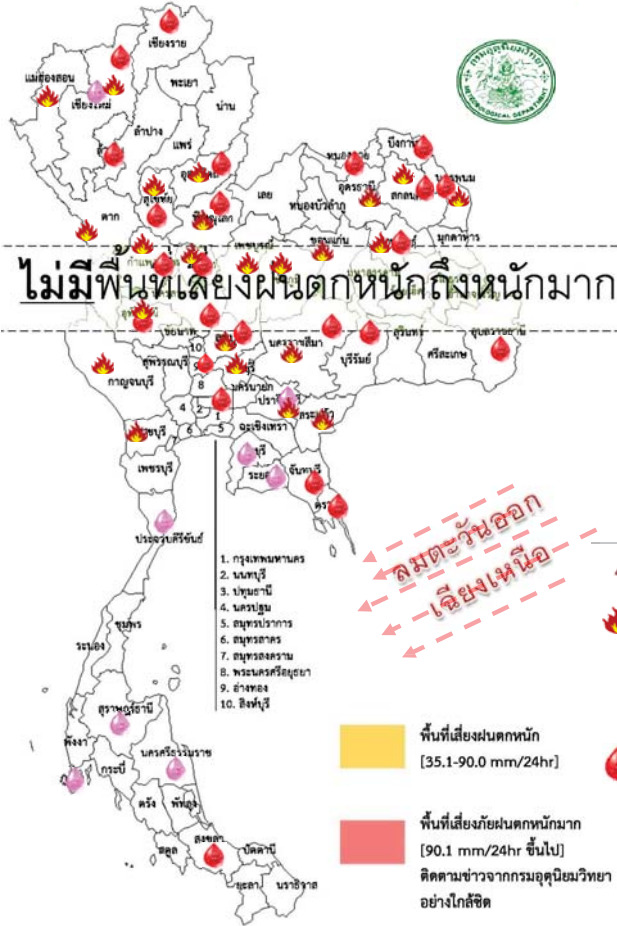 เชียงราย
แม่ฮ่องสอน
เชียงใหม่
พะเยา
น่าน
ลำปาง
แพร่
สุโขทัย
ตาก
เลย
หนองบัวลำภู
อุดรธานี
บึงกาฬ
นครพนม
สกลนคร
มุกดาหาร
เพชรบูรณ์
ขอนแก่น
กรมอุตุนิยมวิทยา
METEOROLOGICAL DEPARTMENT
ไม่มีพื้นที่เสี่ยงฝนตกหนักถึงหนักมาก
ชัยนาท
สุพรรณบุรี
กาญจนบุรี
นครราชสีมา
บุรีรัมย์
สุรินทร์
ศรีสะเกษ
อุบลราชธานี
นครนายก
ฉะเชิงเทรา
10
8
4
2
1
6
5
เพชรบุรี
จันทบุรี
ประจวบคีรีขันธ์
ชุมพร
ระนอง
สุราษฎร์ธานี
พังงา
กระบี่
นครศรีธรรมราช
ตรัง
พัทลุง
สตูล
สงขลา
ปัตตานี
ยะลา
นราธิวาส
1. กรุงเทพมหานคร
2. นนทบุรี
3. ปทุมธานี
4. นครปฐม
5. สมุทรปราการ
6. สมุทรสาคร
7. สมุทรสงคราม
8. พระนครศรีอยุธยา
9. อ่างทอง
10. สิงห์บุรี
ลมตะวันออก
เฉียงเหนือ
พื้นที่เสี่ยงฝนตกหนัก
[35.1-90.0 mm/24hr]
พื้นที่เสี่ยงภัยฝนตกหนักมาก
[90.1 mm/24hr ขึ้นไป]
ติดตามข่าวจากกรมอุตุนิยมวิทยา
อย่างใกล้ชิด